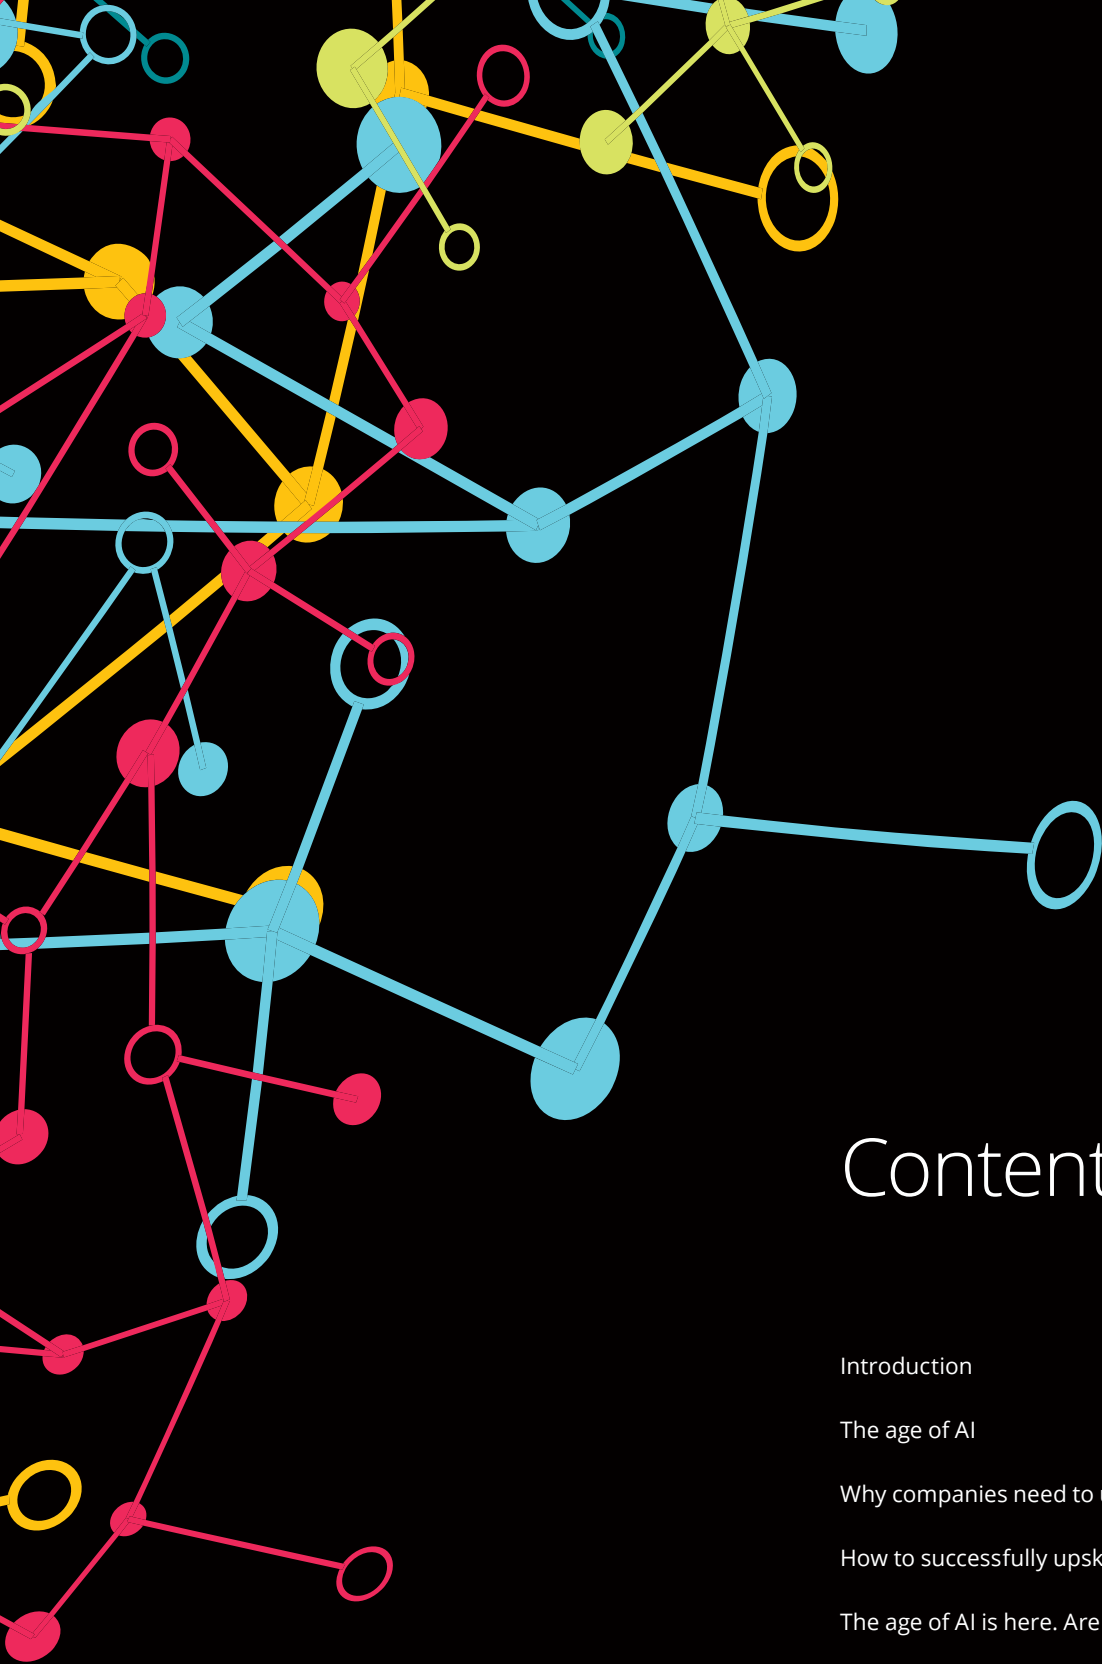 Content
Introduction
The age of AI
Why companies need to
How to successfully upsk
The age of AI is here. Are